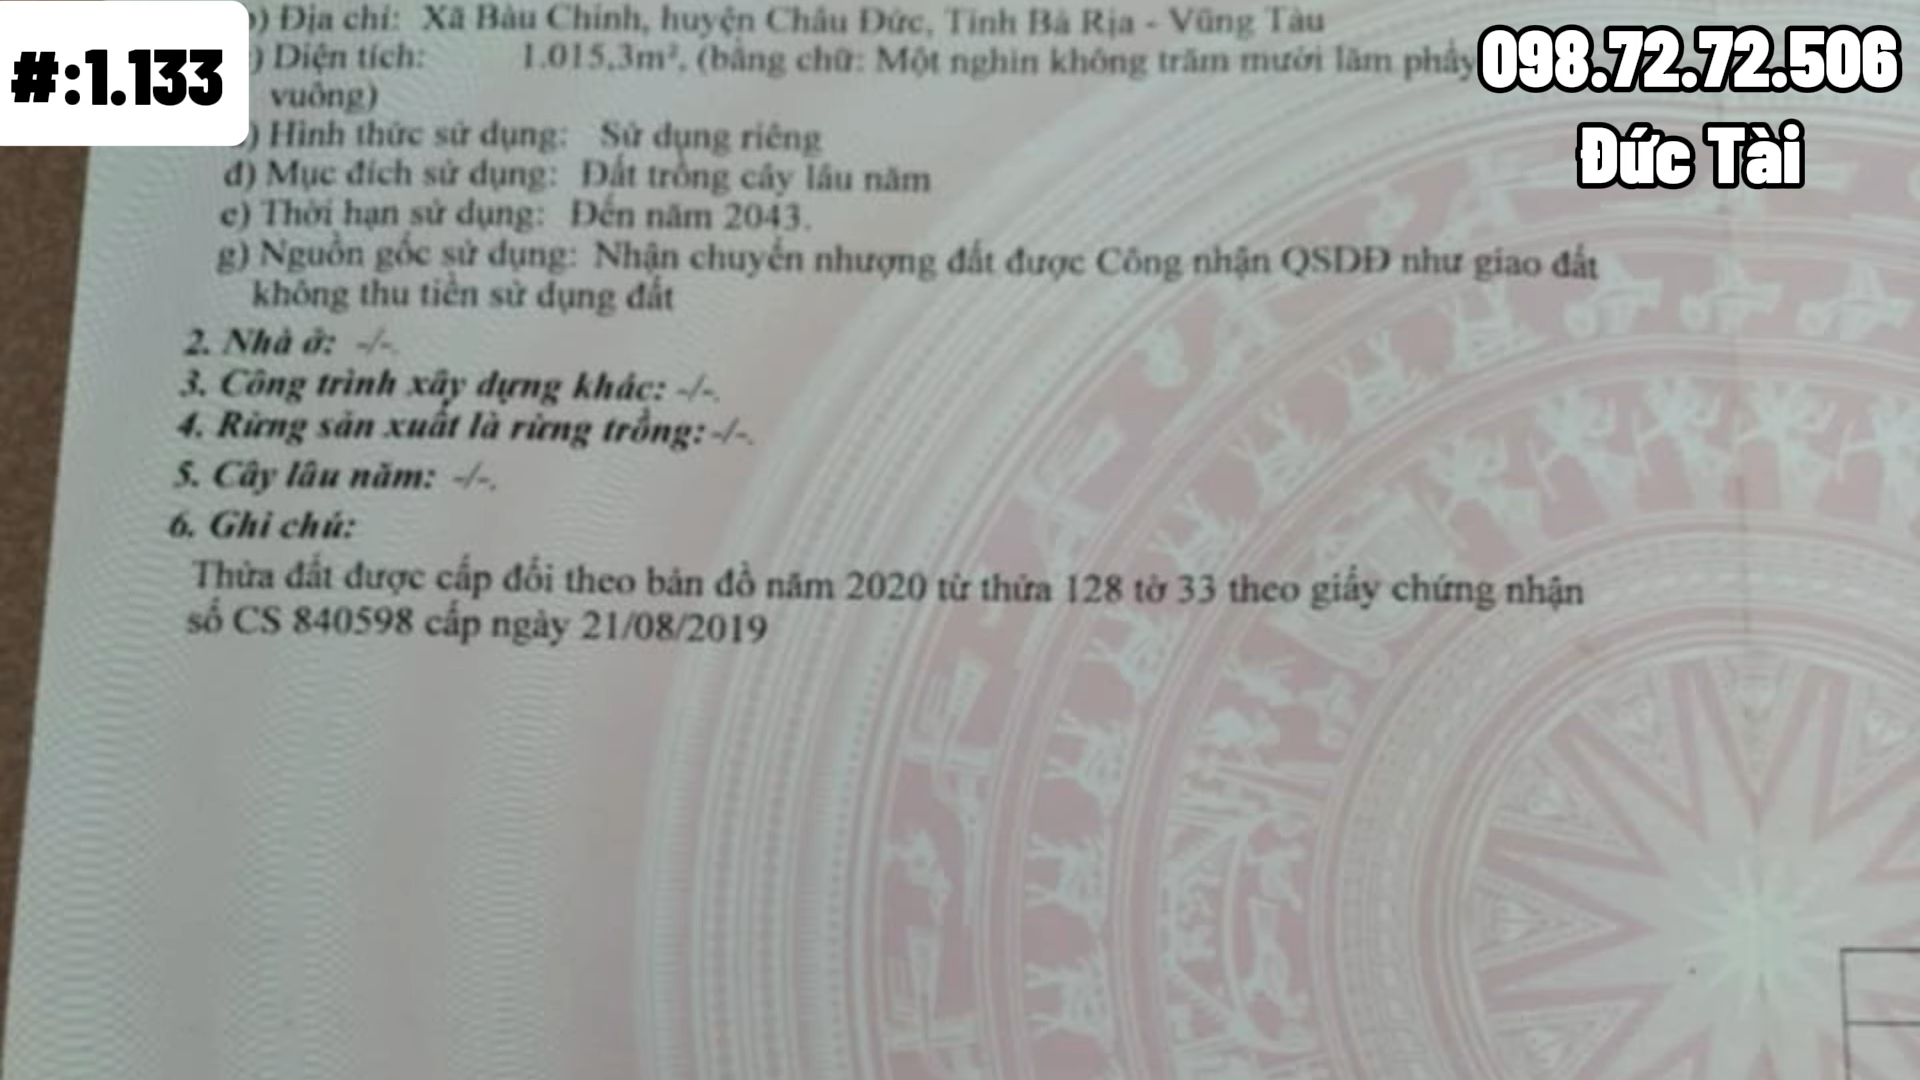 #:1.133
098.72.72.506
Đức Tài
b) Địa chỉ: Xã Bàu Chinh, huyện Châu Đức, Tỉnh Bà Rịa - Vũng Tàu
) Diện tích: 1.015,3m², (bằng chữ: Một nghìn không trăm mười lăm phẩy
vuông)
) Hình thức sử dụng: Sử dụng riêng
đ) Mục đích sử dụng: Đất trồng cây lâu năm
e) Thời hạn sử dụng: Đến năm 2043.
g) Nguồn gốc sử dụng: Nhận chuyển nhượng đất được Công nhận QSDĐ như giao đất
không thu tiền sử dụng đất
2. Nhà ở: -/-.
3. Công trình xây dựng khác: -/-.
4. Rừng sản xuất là rừng trồng: -/-.
5. Cây lâu năm: -/-.
6. Ghi chú:
Thửa đất được cấp đổi theo bản đồ năm 2020 từ thửa 128 tờ 33 theo giấy chứng nhận
số CS 840598 cấp ngày 21/08/2019